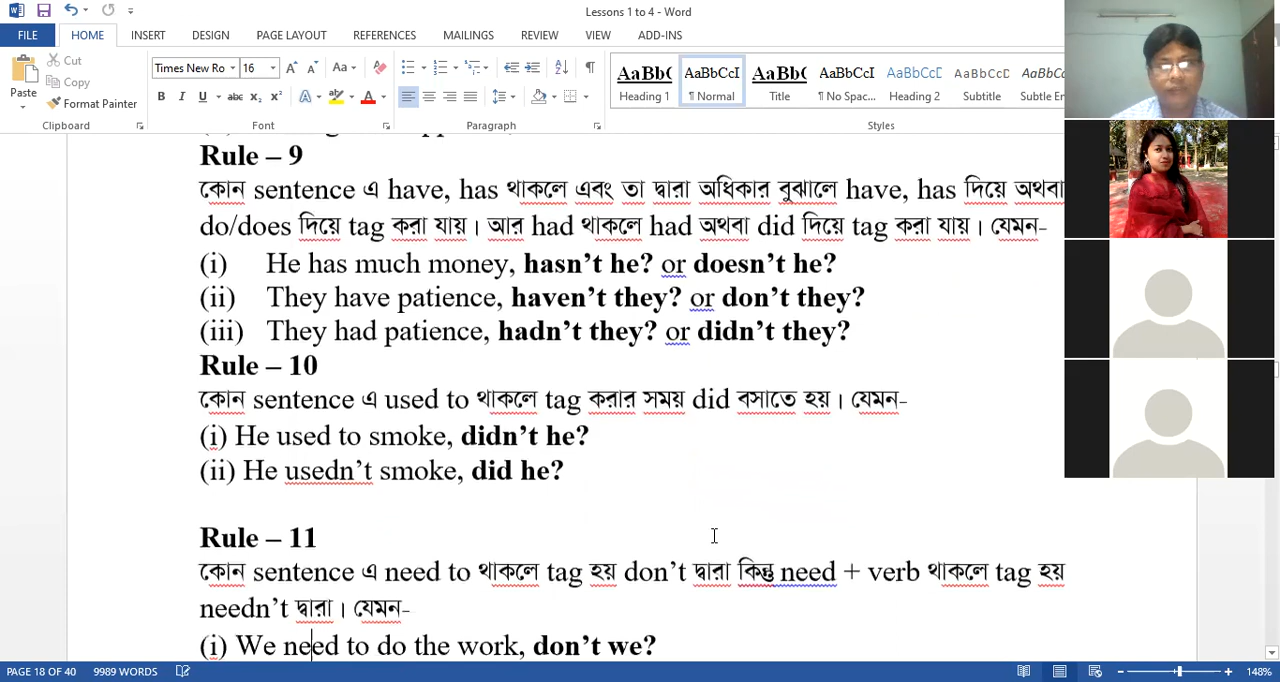 Lessons 1 to 4 - Word
FILE HOME INSERT DESIGN PAGE LAYOUT REFERENCES MAILINGS REVIEW VIEW ADD-INS
Paste
Cut
Copy
Format Painter
Times New Ro 16
AaBbC AaBbCcI AaBbC AaBbCcI AaBbCcD AaBbCcD AaBbCcD
Heading 1 ¶ Normal Title ¶ No Spac... Heading 2 Subtitle Subtle En
Clipboard Font Paragraph Styles
Rule – 9
কোন sentence এ have, has থাকলে এবং তা দ্বারা অধিকার বুঝালে have, has দিয়ে অথবা
do/does দিয়ে tag করা যায়। আর had থাকলে had অথবা did দিয়ে tag করা যায়। যেমন-
(i) He has much money, hasn’t he? or doesn’t he?
(ii) They have patience, haven’t they? or don’t they?
(iii) They had patience, hadn’t they? or didn’t they?
Rule – 10
কোন sentence এ used to থাকলে tag করার সময় did বসাতে হয়। যেমন-
(i) He used to smoke, didn’t he?
(ii) He usedn’t smoke, did he?
Rule – 11
কোন sentence এ need to থাকলে tag হয় don’t দ্বারা কিন্তু need + verb থাকলে tag হয়
needn’t দ্বারা। যেমন-
(i) We need to do the work, don’t we?
PAGE 18 OF 40 9989 WORDS 148%